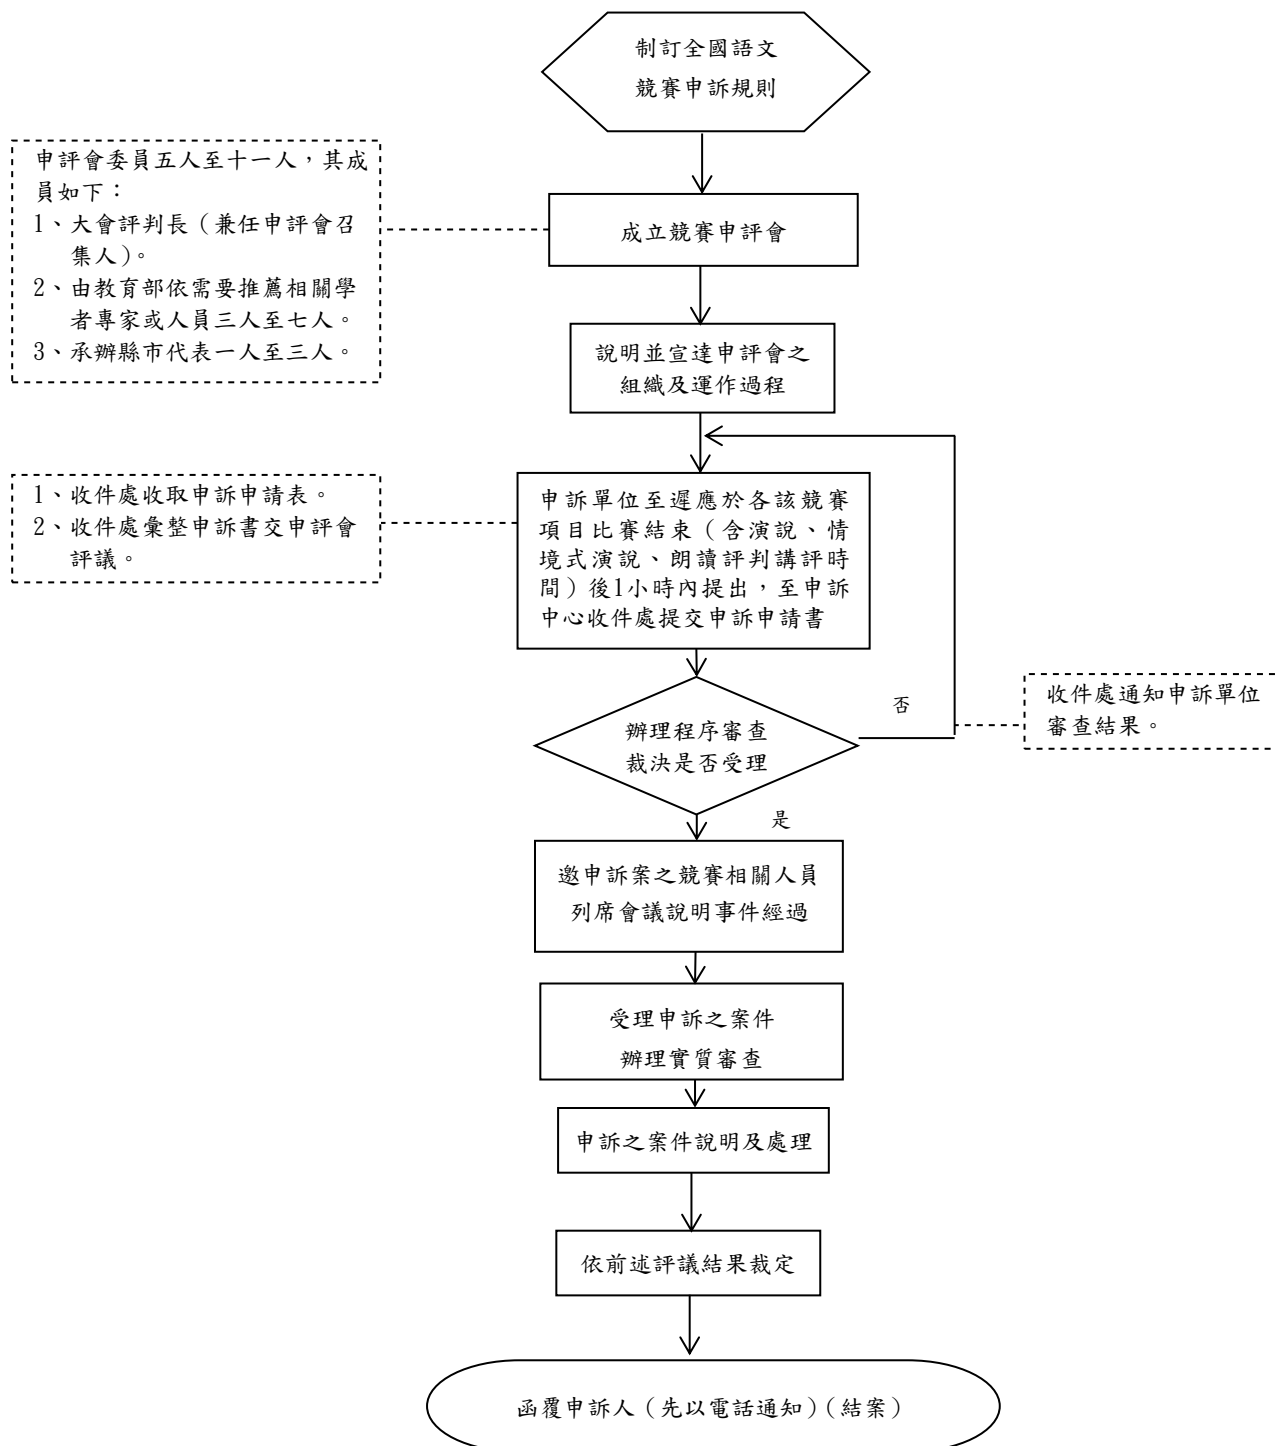 制訂全國語文
競賽申訴規則
申評會委員五人至十一人，其成
員如下：
1、大會評判長（兼任申評會召
集人）。
2、由教育部依需要推薦相關學
者專家或人員三人至七人。
3、承辦縣市代表一人至三人。
成立競賽申評會
說明並宣達申評會之
組織及運作過程
1、收件處收取申訴申請表。
2、收件處彙整申訴書交申評會
評議。
申訴單位至遲應於各該競賽
項目比賽結束（含演說、情
境式演說、朗讀評判講評時
間）後1小時內提出，至申訴
中心收件處提交申訴申請書
辦理程序審查
裁決是否受理
否
收件處通知申訴單位
審查結果。
是
邀申訴案之競賽相關人員
列席會議說明事件經過
受理申訴之案件
辦理實質審查
申訴之案件說明及處理
依前述評議結果裁定
函覆申訴人（先以電話通知）（結案）